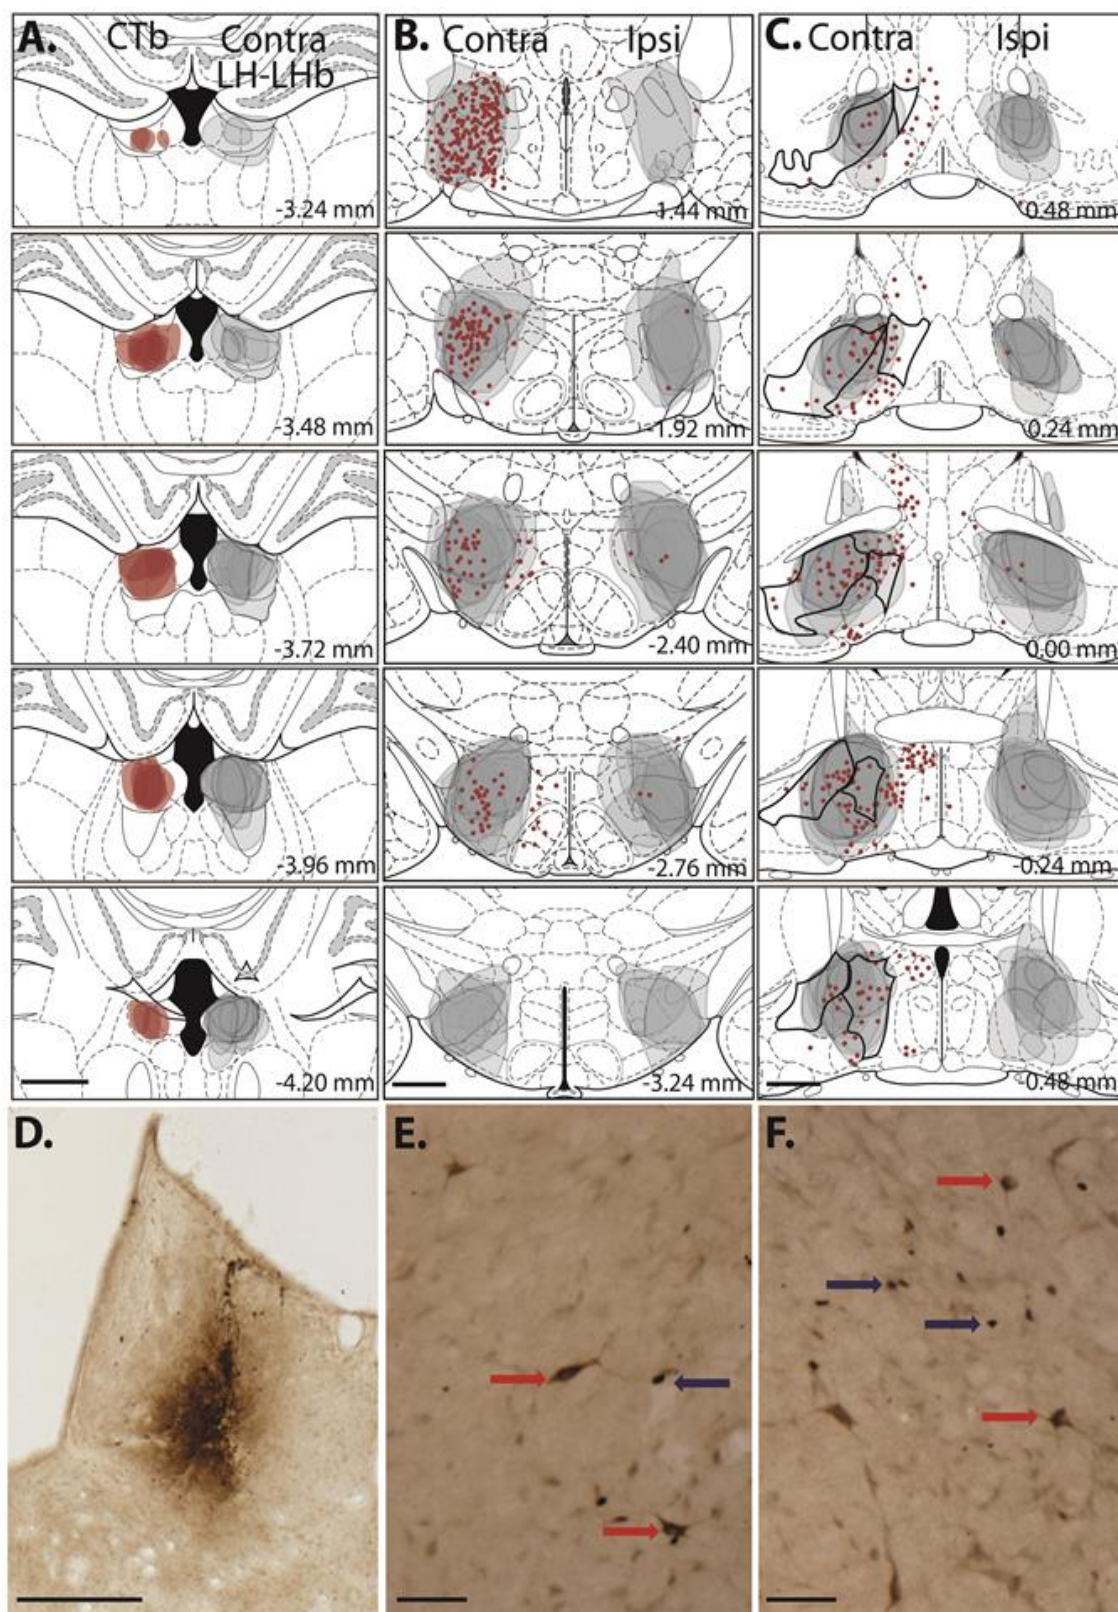 A. CTb Contra
LH-LHb
-3.24 mm
-3.48 mm
-3.72 mm
-3.96 mm
-4.20 mm
B. Contra Ipsi
-1.44 mm
-1.92 mm
-2.40 mm
-2.76 mm
-3.24 mm
C. Contra Ispi
0.48 mm
0.24 mm
0.00 mm
-0.24 mm
-0.48 mm
D.
E.
F.